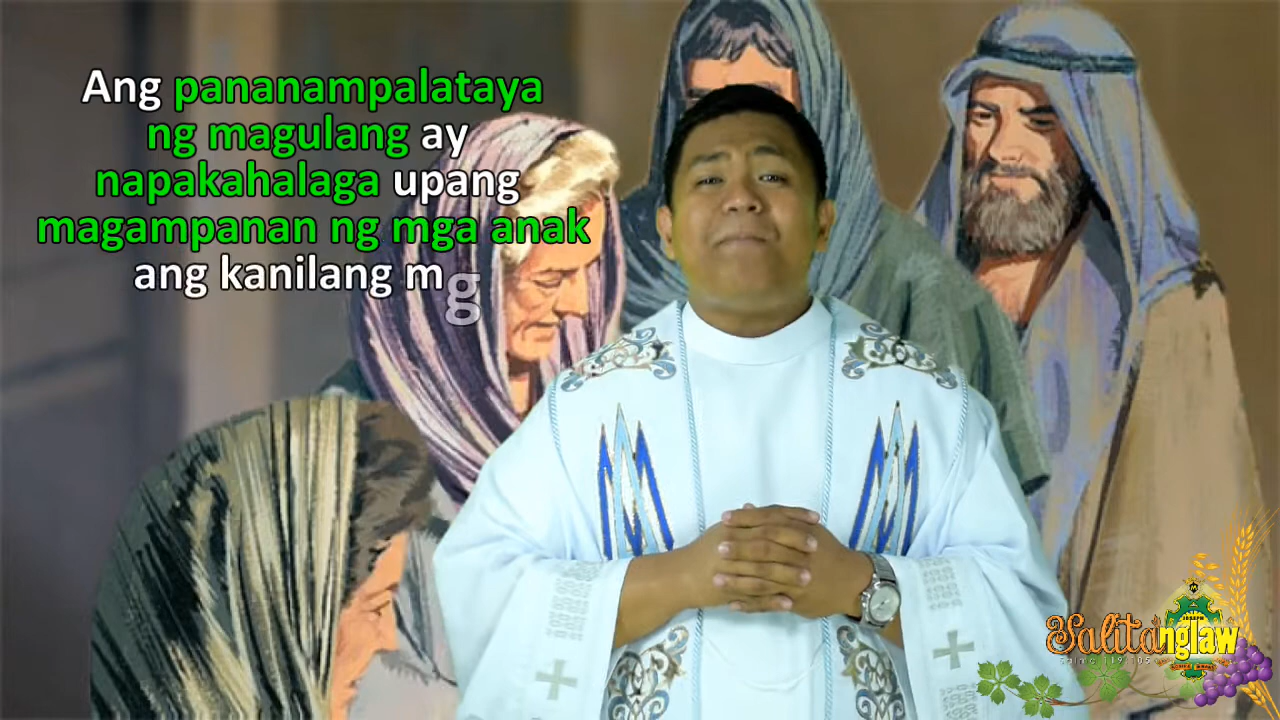 Ang pananampalataya
ng magulang ay
napakahalaga upang
magampanan ng mga anak
ang kanilang mg
Salitanglaw